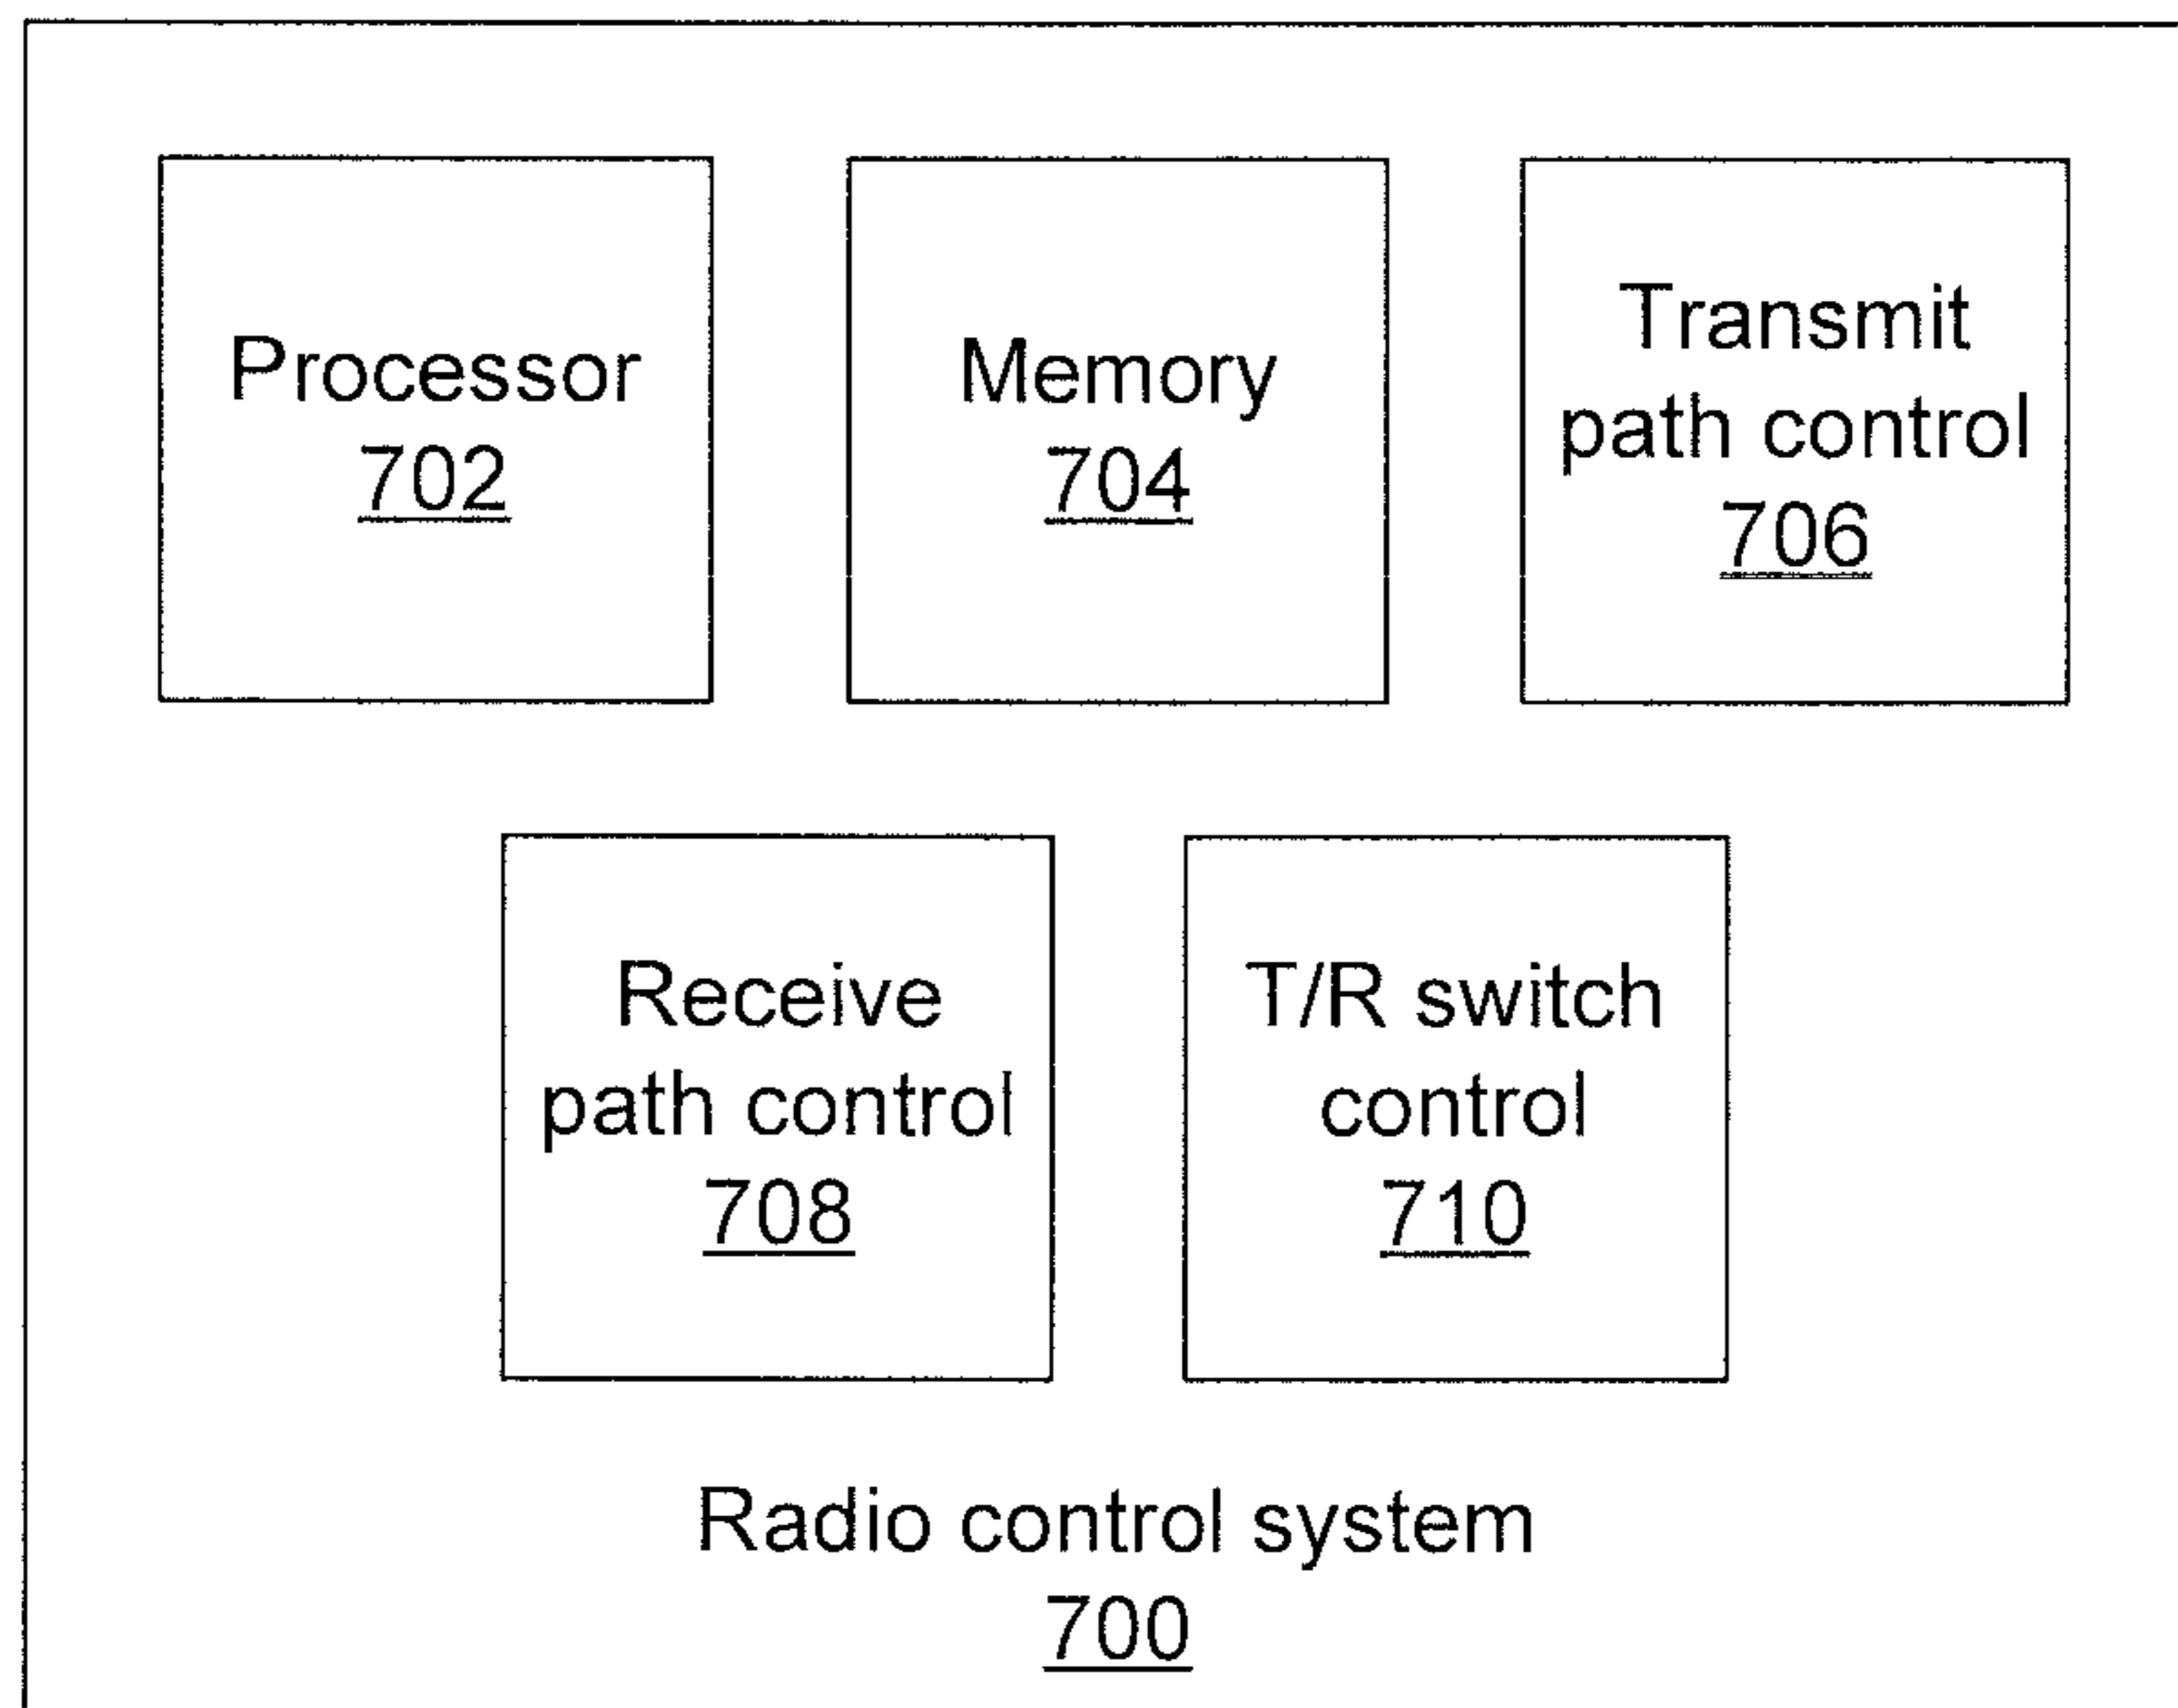 Processor
702
Memory
704
Transmit
path control
706
Receive
path control
708
T/R switch
control
710
Radio control system
700